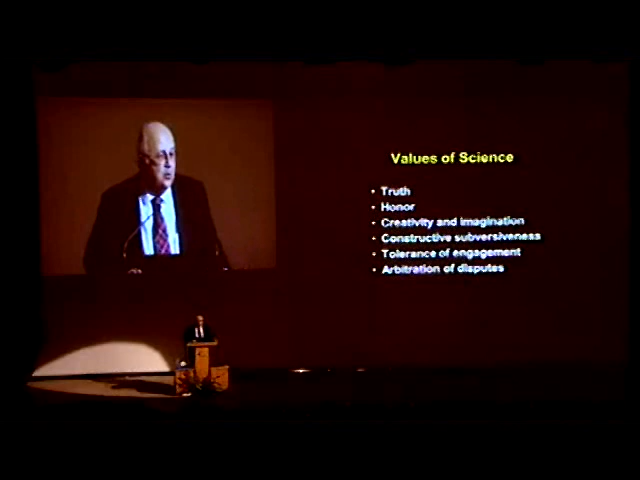 Values of Science
• Truth
• Honor
• Creativity and imagination
• Constructive subversiveness
• Tolerance of engagement
• Arbitration of disputes